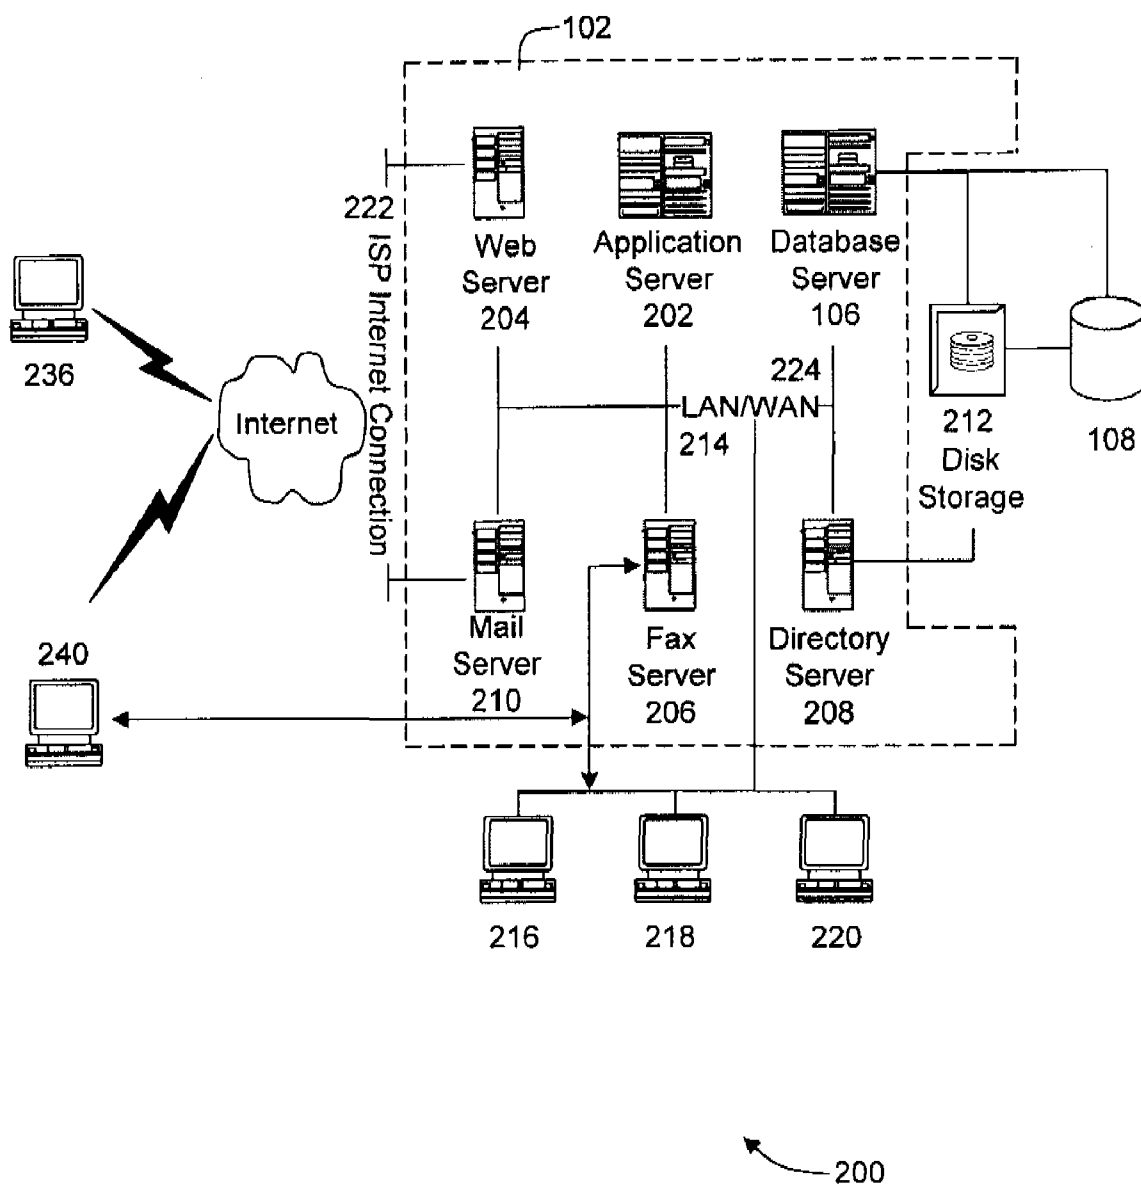 102
222
ISP Internet Connection
Web
Server
204
Application
Server
202
Database
Server
106
236
Internet
224
LAN/WAN
214
212
Disk
Storage
108
240
Mail
Server
210
Fax
Server
206
Directory
Server
208
216
218
220
200